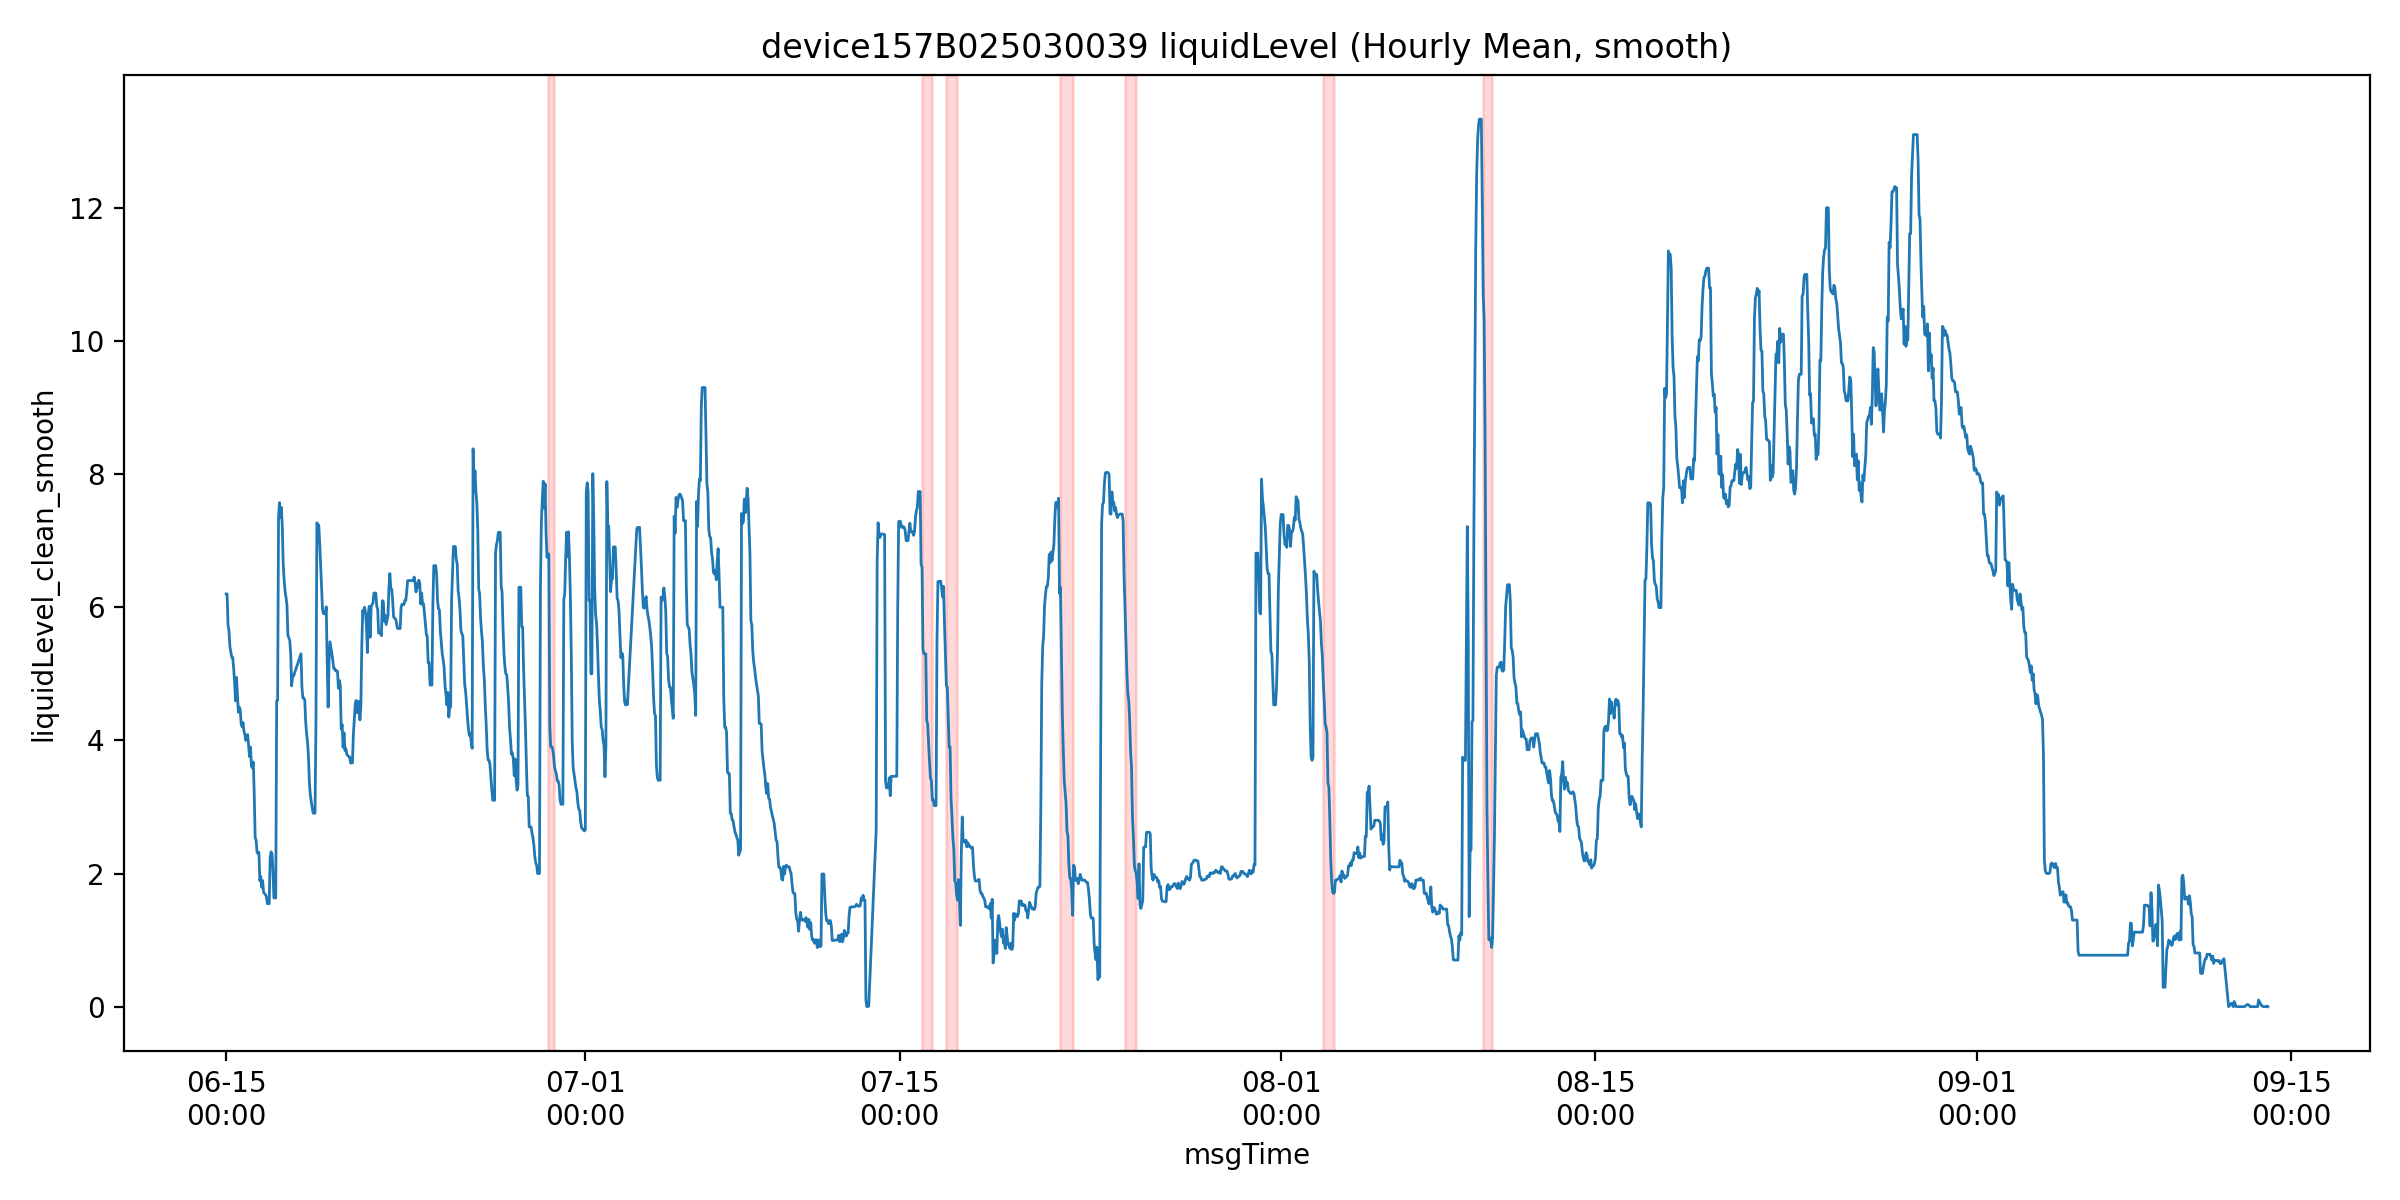 device157B025030039 liquidLevel (Hourly Mean, smooth)
liquidLevel_clean_smooth
12
10
8
6
4
2
0
06-15 07-01 07-15 08-01 08-15 09-01 09-15
00:00 00:00 00:00 00:00 00:00 00:00 00:00
msgTime